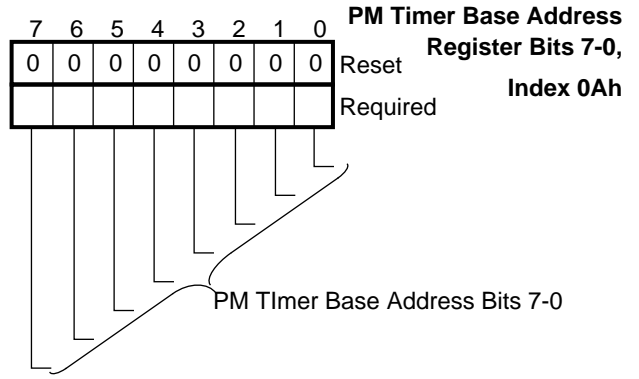 PM Timer Base Address
Register Bits 7-0,
Index 0Ah
7 6 5 4 3 2 1 0
0 0 0 0 0 0 0 0 Reset
Required
PM TImer Base Address Bits 7-0